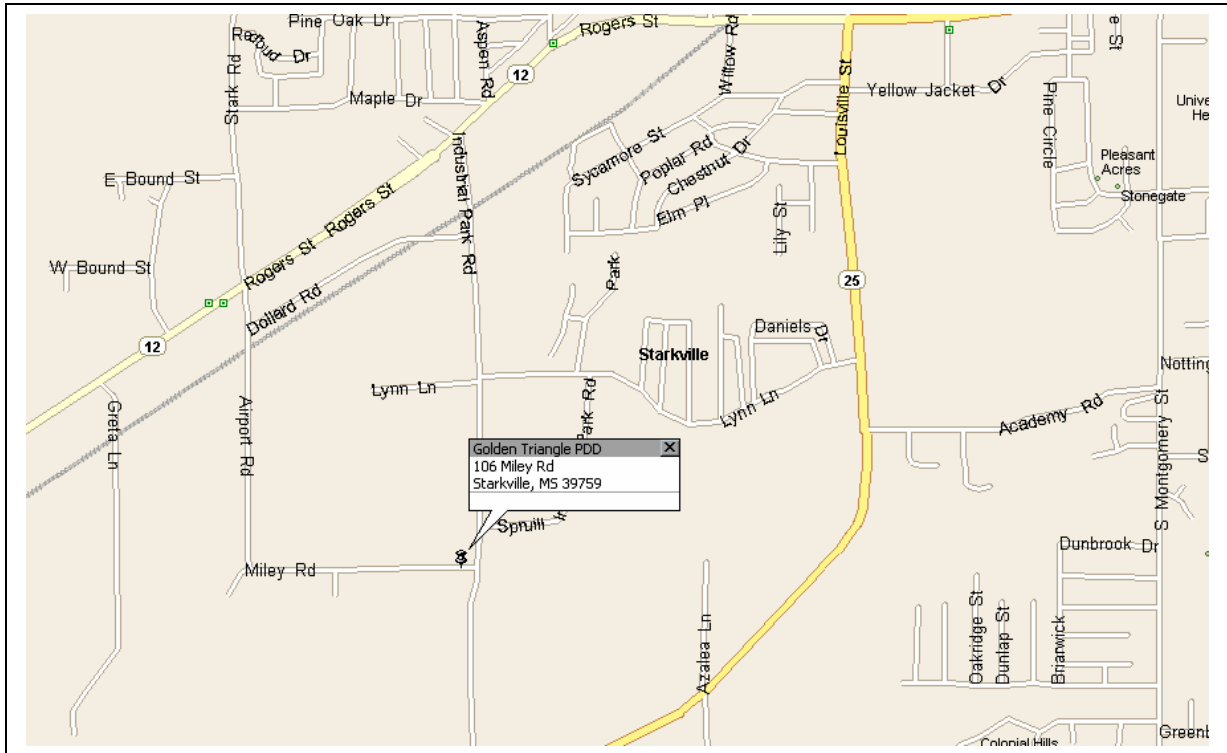 Pine Oak Dr
Redbud Dr
Stark Rd
Aspen Rd
Rogers St
12
Willow Rd
Louisville St
Maple Dr
Yellow Jacket Dr
Pine Circle
Pleasant
Acres
Stonegate
Industrial Park Rd
Sycamore St
Poplar Rd
Chestnut Dr
Elm Pl
Lily St
E Bound St
Rogers St
Rogers St
W Bound St
Dollard Rd
12
Park
25
Daniels Dr
Starkville
Lynn Ln
Lynn Ln
Park Rd
Greta Ln
Airport Rd
Academy Rd
S Montgomery St
Golden Triangle PDD
106 Miley Rd
Starkville, MS 39759
Spruill
Miley Rd
Dunbrook Dr
Azalea Ln
Oakridge St
Dunlap St
Briarwick
Colonial Hills